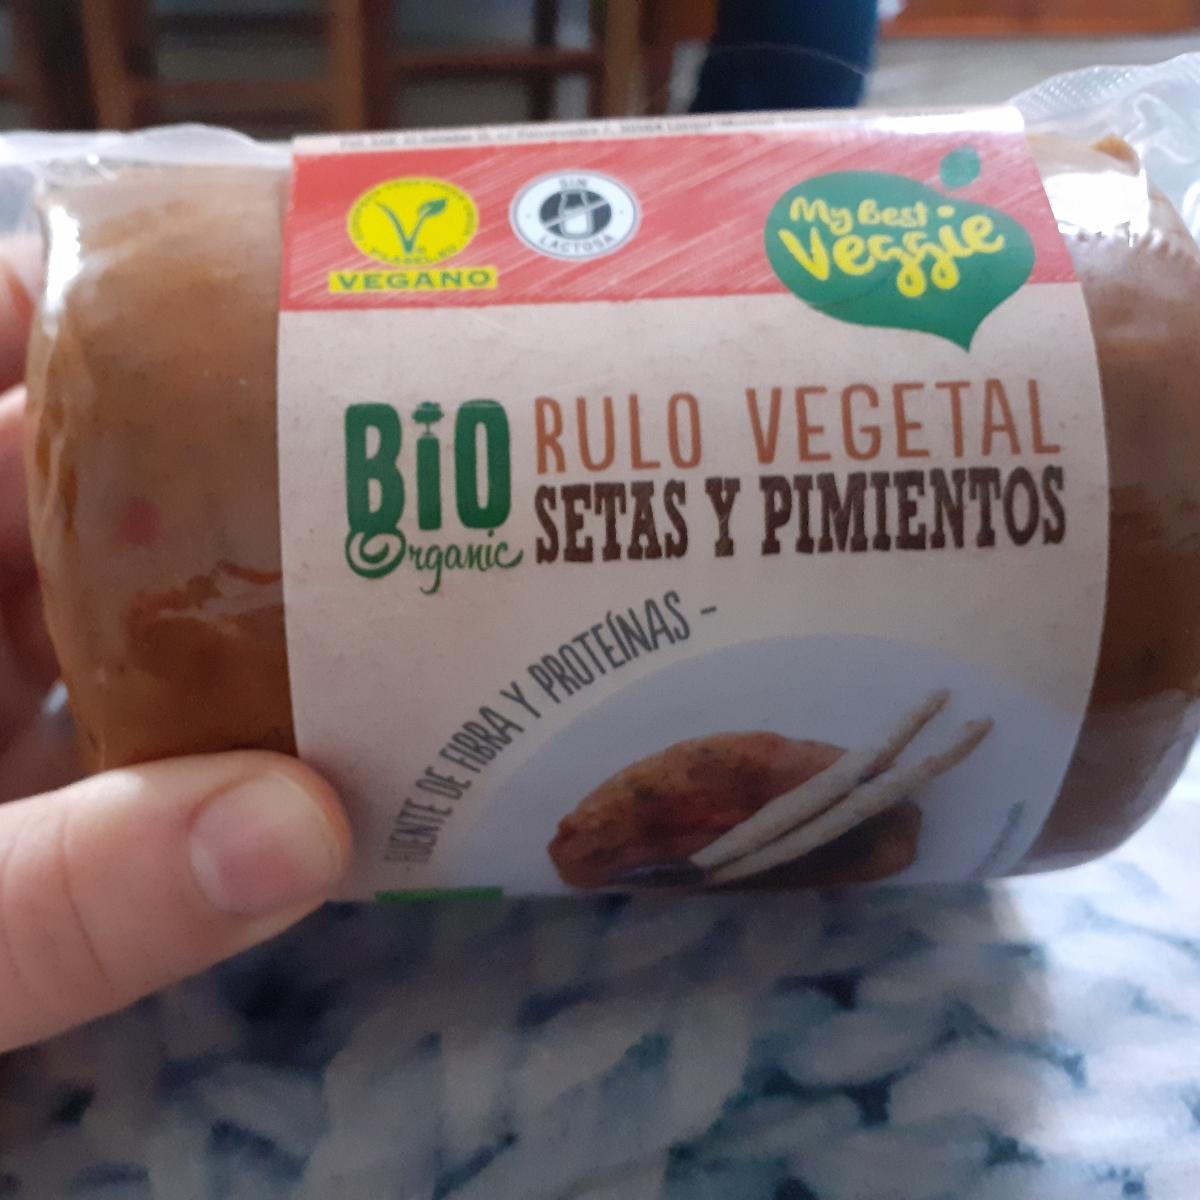 VEGANO
SIN
LACTOSA
My Best
Veggie
BiO
Organic
RULO VEGETAL
SETAS Y PIMIENTOS
FUENTE DE FIBRA Y PROTEÍNAS -